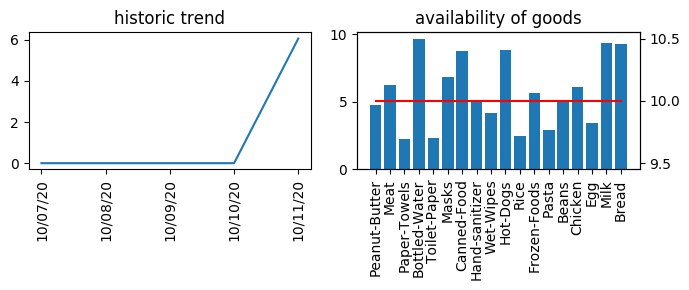 historic trend
6
4
2
0
10/07/20
10/08/20
10/09/20
10/10/20
10/11/20
availability of goods
10
5
0
10.5
10.0
9.5
Peanut-Butter
Meat
Paper-Towels
Bottled-Water
Toilet-Paper
Masks
Canned-Food
Hand-sanitizer
Wet-Wipes
Hot-Dogs
Rice
Frozen-Foods
Pasta
Beans
Chicken
Egg
Milk
Bread